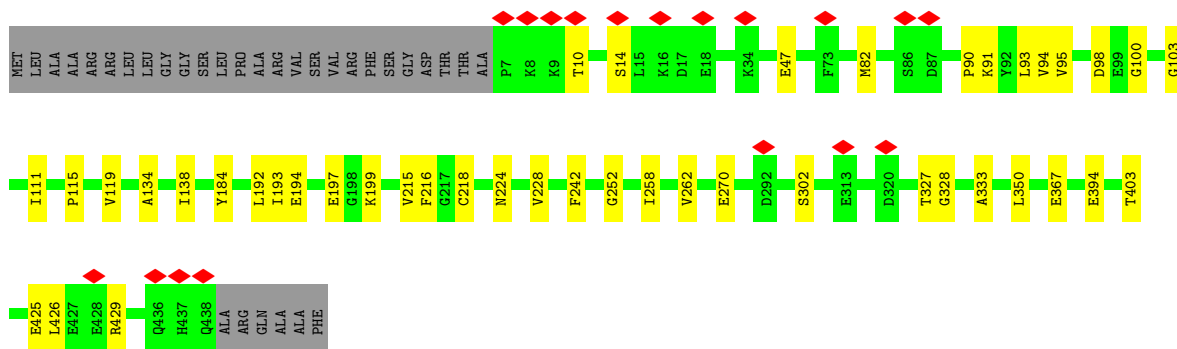 MET LEU ALA ALA ARG ARG LEU LEU GLY GLY SER LEU PRO ALA ARG VAL SER VAL ARG PHE SER GLY ASP THR THR ALA P7 K8 K9 T10 S14 L15 K16 D17 E18 K34 E47 F73 M82 S86 D87 P90 K91 Y92 L93 V94 V95 D98 E99 G100 G103
I111 P115 V119 A134 I138 Y184 L192 I193 E194 E197 G198 K199 V215 F216 G217 C218 N224 V228 F242 G252 I258 V262 E270 D292 S302 E313 D320 T327 G328 A333 L350 E367 E394 T403
E425 L426 E427 E428 R429 Q436 H437 Q438 ALA ARG GLN ALA ALA PHE